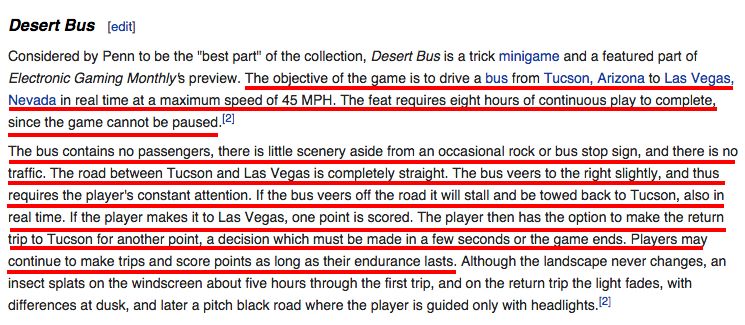 Desert Bus [edit]
Considered by Penn to be the "best part" of the collection, Desert Bus is a trick minigame and a featured part of
Electronic Gaming Monthly's preview. The objective of the game is to drive a bus from Tucson, Arizona to Las Vegas,
Nevada in real time at a maximum speed of 45 MPH. The feat requires eight hours of continuous play to complete,
since the game cannot be paused.[2]
The bus contains no passengers, there is little scenery aside from an occasional rock or bus stop sign, and there is no
traffic. The road between Tucson and Las Vegas is completely straight. The bus veers to the right slightly, and thus
requires the player's constant attention. If the bus veers off the road it will stall and be towed back to Tucson, also in
real time. If the player makes it to Las Vegas, one point is scored. The player then has the option to make the return
trip to Tucson for another point, a decision which must be made in a few seconds or the game ends. Players may
continue to make trips and score points as long as their endurance lasts. Although the landscape never changes, an
insect splats on the windscreen about five hours through the first trip, and on the return trip the light fades, with
differences at dusk, and later a pitch black road where the player is guided only with headlights.[2]